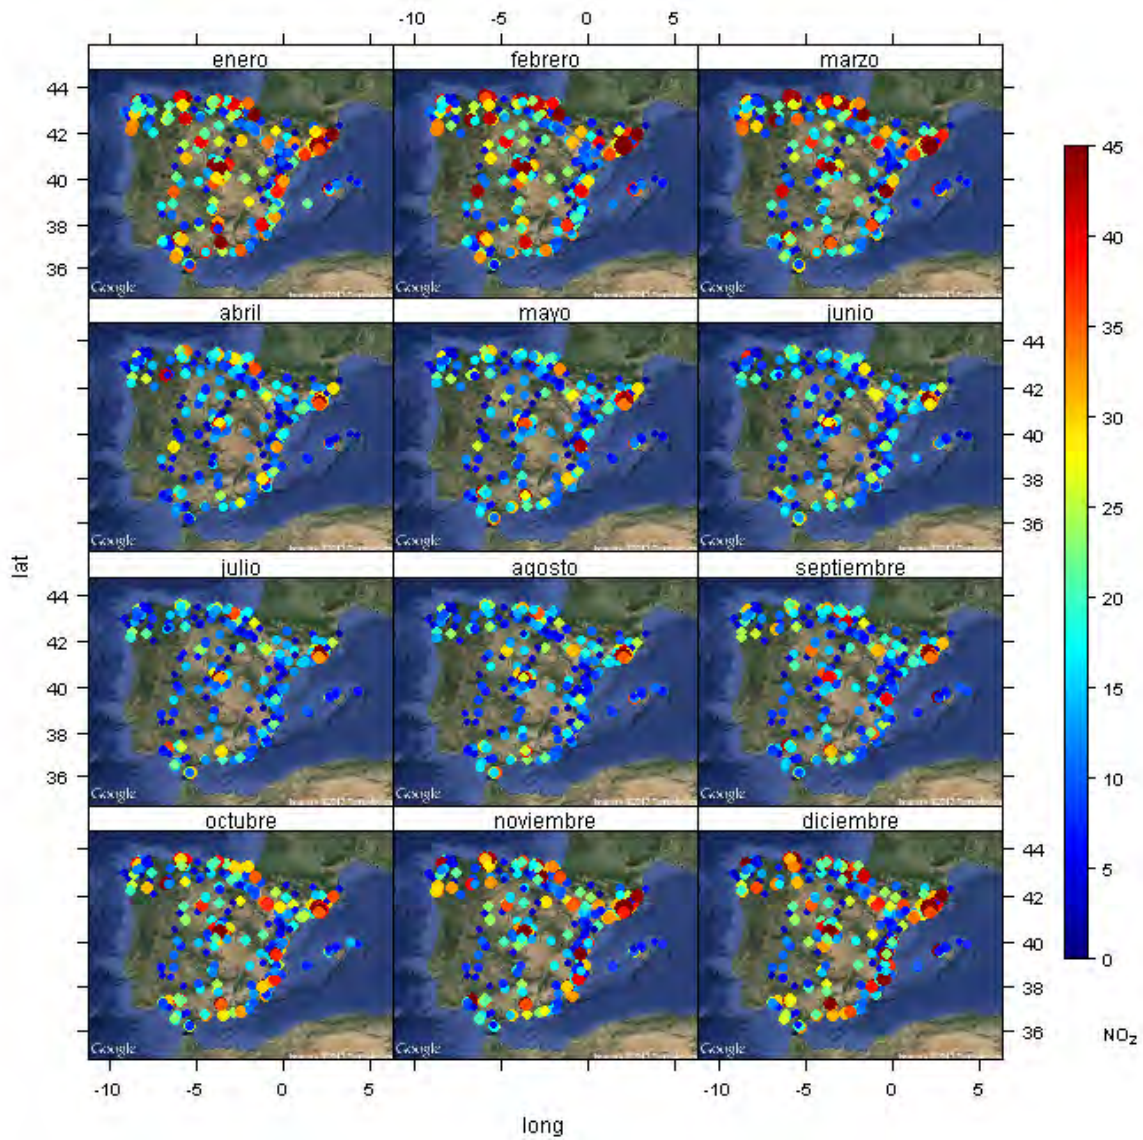 -10 -5 0 5
enero febrero marzo
44
42
40
38
36
45
40
35
30
25
20
15
10
5
0
NO2
Google Google Google
abril mayo junio
44
42
40
38
36
Google Google Google
lat
julio agosto septiembre
44
42
40
38
36
Google Google Google
octubre noviembre diciembre
44
42
40
38
36
Google Google Google
-10 -5 0 5 -10 -5 0 5
long